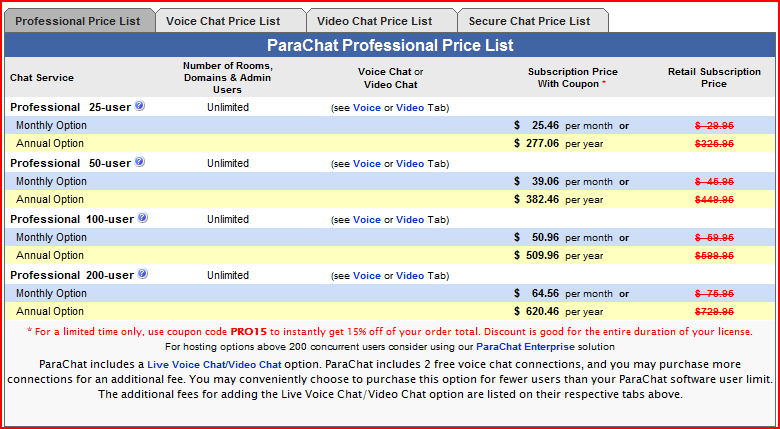 Professional Price List Voice Chat Price List Video Chat Price List Secure Chat Price List
ParaChat Professional Price List
Chat Service Number of Rooms, Domains & Admin Users Voice Chat or Video Chat Subscription Price With Coupon * Retail Subscription Price
Professional 25-user ? Unlimited (see Voice or Video Tab)
Monthly Option $ 25.46 per month or $ 29.95
Annual Option $ 277.06 per year $325.95
Professional 50-user ? Unlimited (see Voice or Video Tab)
Monthly Option $ 39.06 per month or $ 45.95
Annual Option $ 382.46 per year $449.95
Professional 100-user ? Unlimited (see Voice or Video Tab)
Monthly Option $ 50.96 per month or $ 59.95
Annual Option $ 509.96 per year $599.95
Professional 200-user ? Unlimited (see Voice or Video Tab)
Monthly Option $ 64.56 per month or $ 75.95
Annual Option $ 620.46 per year $729.95
* For a limited time only, use coupon code PRO15 to instantly get 15% off of your order total. Discount is good for the entire duration of your license.
For hosting options above 200 concurrent users consider using our ParaChat Enterprise solution
ParaChat includes a Live Voice Chat/Video Chat option. ParaChat includes 2 free voice chat connections, and you may purchase more
connections for an additional fee. You may conveniently choose to purchase this option for fewer users than your ParaChat software user limit.
The additional fees for adding the Live Voice Chat/Video Chat option are listed on their respective tabs above.